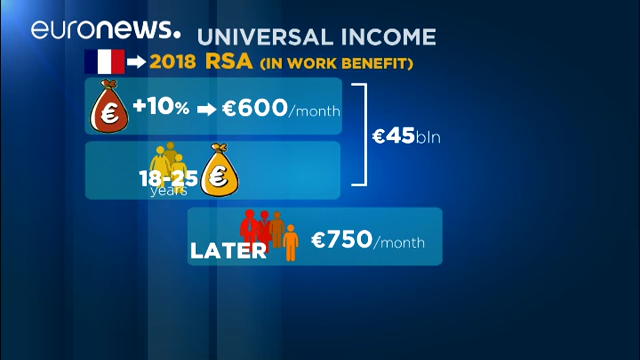 euronews.
UNIVERSAL INCOME
2018 RSA (IN WORK BENEFIT)
€ +10% €600/month
€45bln
18-25 €
years
LATER €750/month